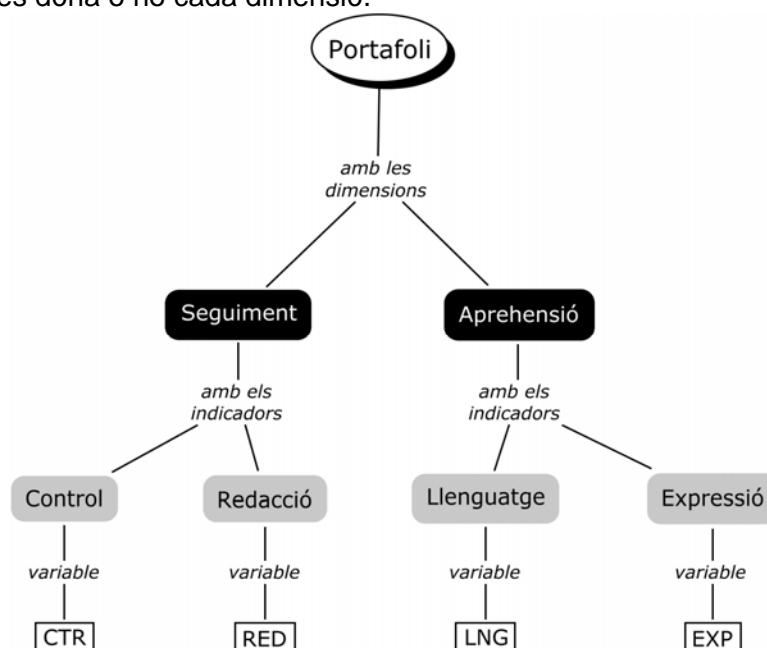 es dona o no cada dimensió.
Portafoli
amb les
dimensions
Seguiment
Aprehensió
amb els
indicadors
amb els
indicadors
Control
Redacció
Llenguatge
Expressió
variable
variable
variable
variable
CTR
RED
LNG
EXP